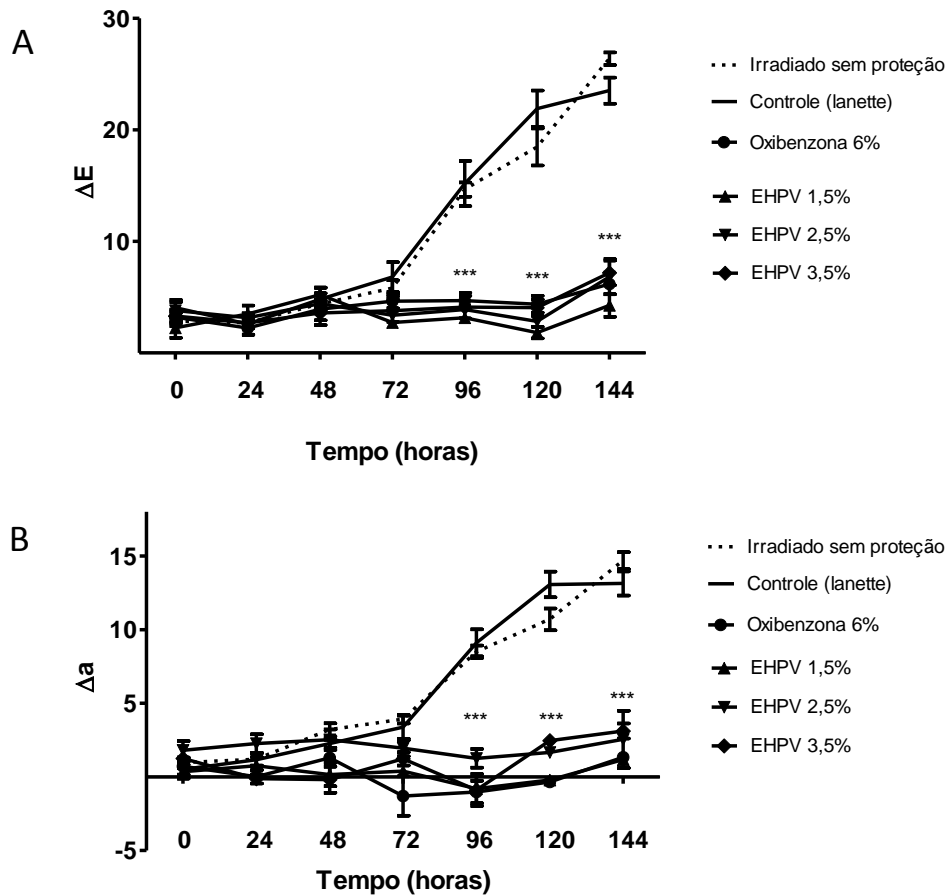 A
30
20
10
ΔE
0 24 48 72 96 120 144
Tempo (horas)
***
***
***
Irradiado sem proteção
Controle (lanette)
Oxibenzona 6%
EHPV 1,5%
EHPV 2,5%
EHPV 3,5%
B
15
10
5
-5
Δa
0 24 48 72 96 120 144
Tempo (horas)
***
***
***
Irradiado sem proteção
Controle (lanette)
Oxibenzona 6%
EHPV 1,5%
EHPV 2,5%
EHPV 3,5%